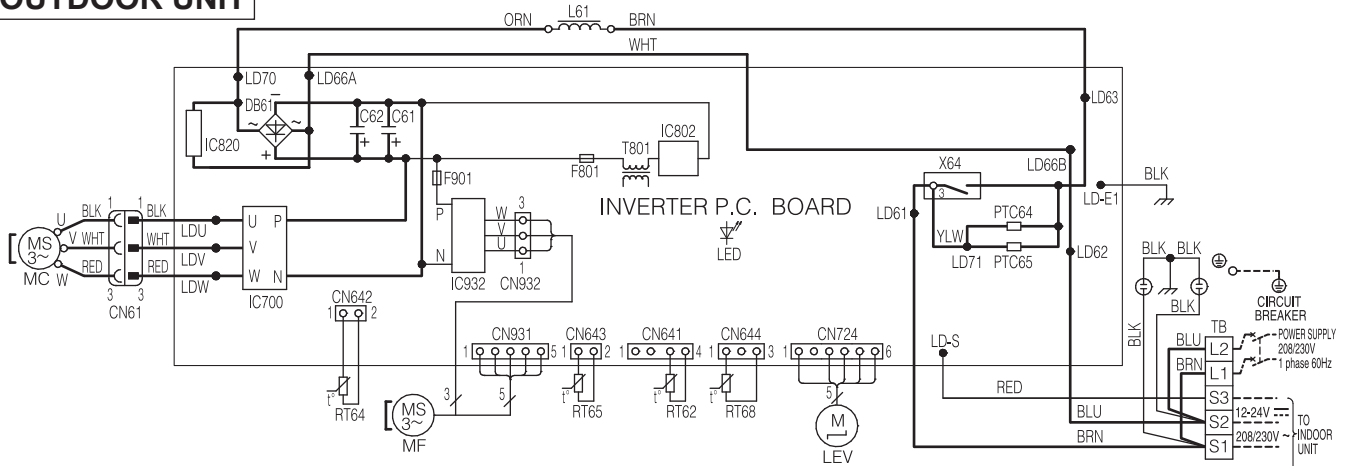 OUTDOOR UNIT
ORN L61 BRN
WHT
LD70 LD66A
LD63
DB61 −
~ ~
+
C62 C61
+ +
IC820
T801 IC802
F801
F901
X64
3
LD66B
BLK
LD-E1
INVERTER P.C. BOARD
LED
LD61
PTC64
YLW
LD71 PTC65
LD62
1 1
U BLK BLK LDU
V WHT WHT LDV
W RED RED LDW
MS
3~
MC
3 3
CN61
U P
V
W N
IC700
P
N
IC932
W
V
U
3
1
CN932
BLK BLK
BLK
BLK
CIRCUIT
BREAKER
TB
BLU L2
BRN L1
S3
S2
S1
POWER SUPPLY
208/230V
1 phase 60Hz
12-24V
208/230V ~
TO
INDOOR
UNIT
LD-S
RED
BLU
BRN
CN642
1 2
t°
RT64
CN931
1 5
3 5
MS
3~
MF
CN643
1 2
t°
RT65
CN641
1 4
t°
RT62
CN644
1 3
t°
RT68
CN724
1 6
5
M
LEV